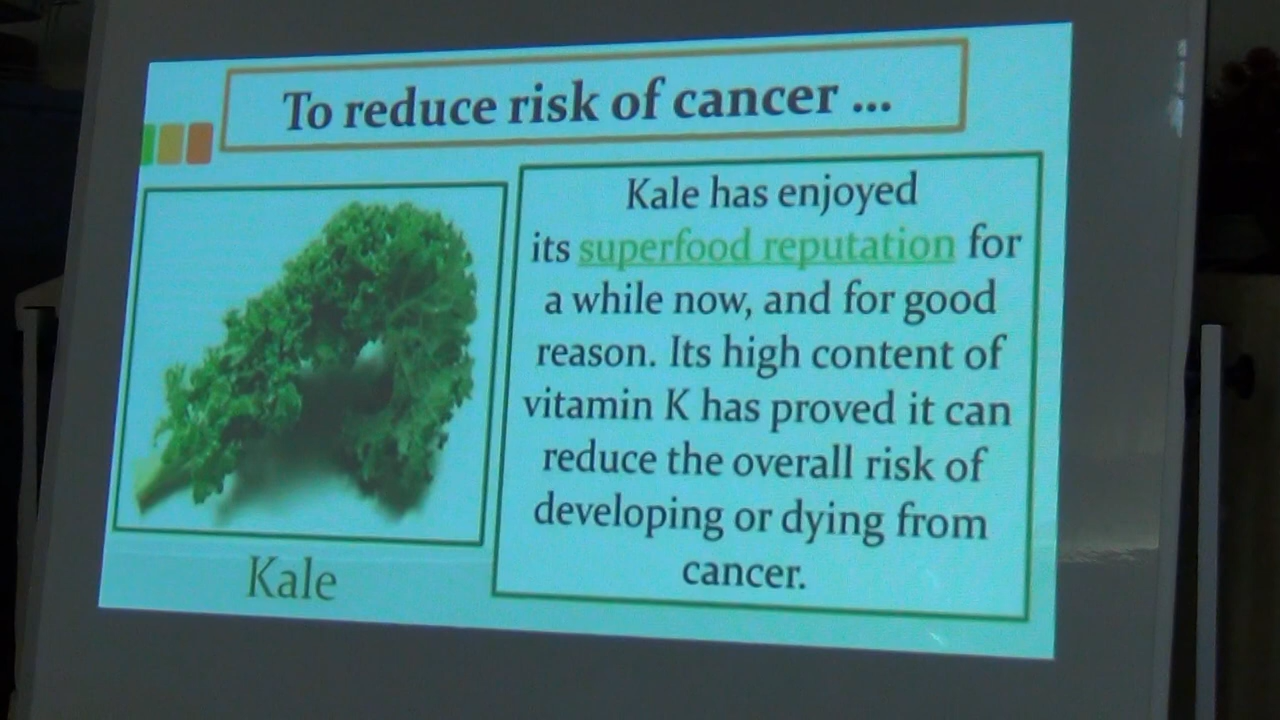 To reduce risk of cancer ...
Kale has enjoyed
its superfood reputation for
a while now, and for good
reason. Its high content of
vitamin K has proved it can
reduce the overall risk of
developing or dying from
cancer.
Kale